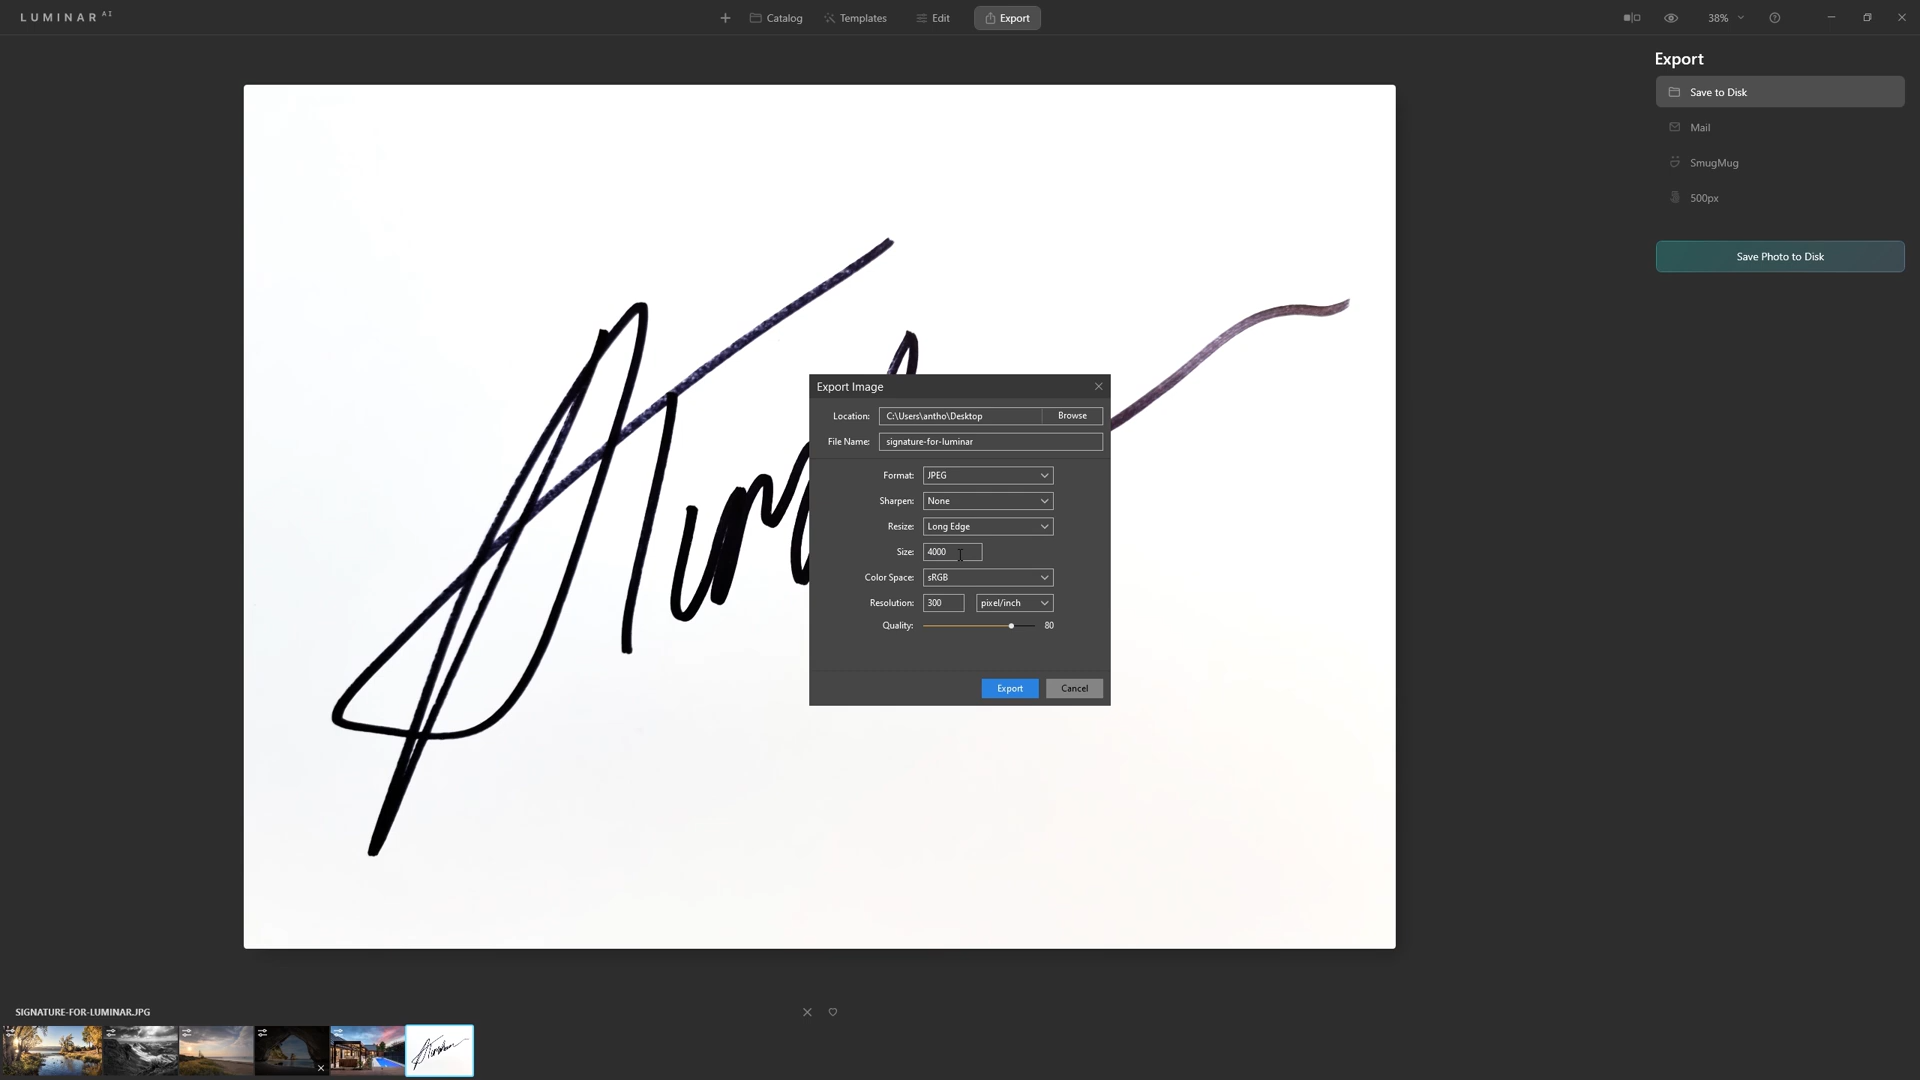 LUMINAR AI
Catalog
Templates
Edit
Export
38%
Export
Save to Disk
Mail
SmugMug
500px
Save Photo to Disk
Export Image
Location: C:\Users\antho\Desktop Browse
File Name: signature-for-luminar
Format: JPEG
Sharpen: None
Resize: Long Edge
Size: 4000
Color Space: sRGB
Resolution: 300 pixel/inch
Quality: 80
Export Cancel
SIGNATURE-FOR-LUMINAR.JPG